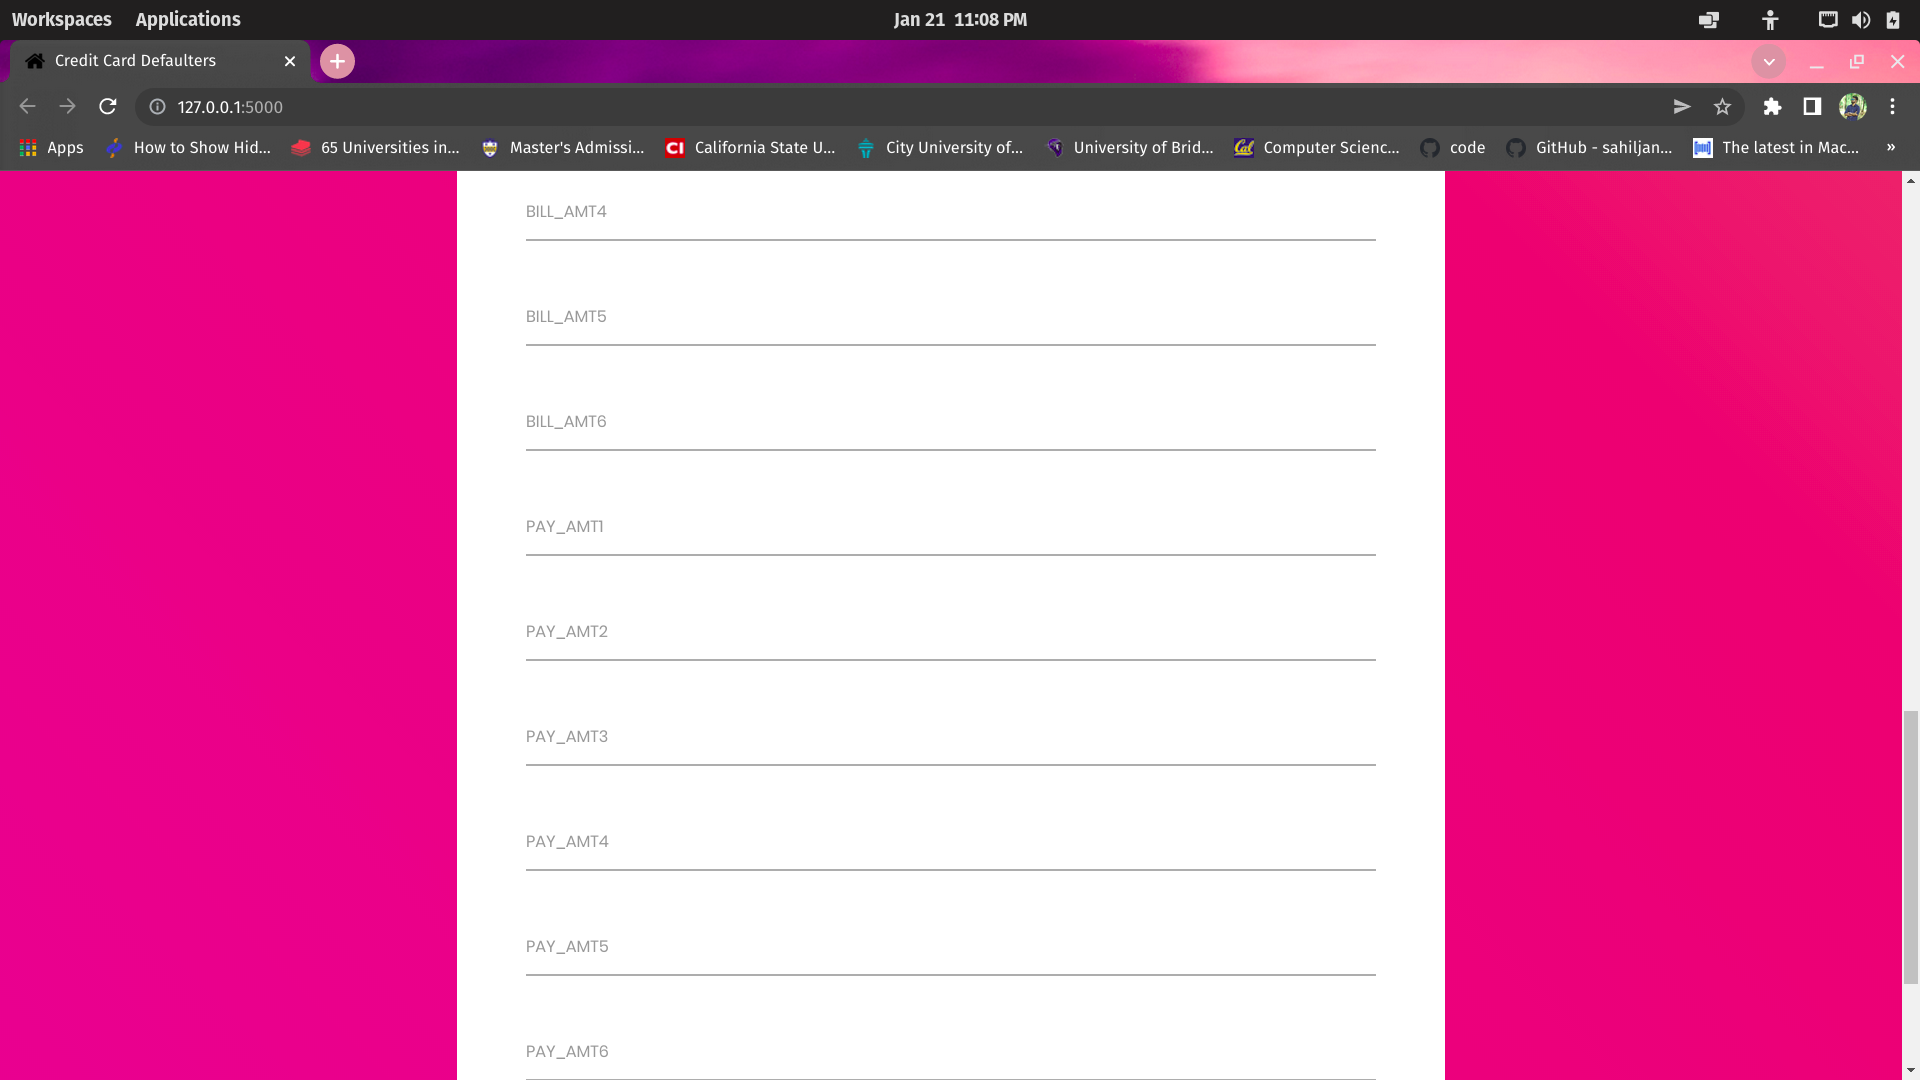 Workspaces Applications Jan 21 11:08 PM
Credit Card Defaulters
127.0.0.1:5000
Apps How to Show Hid... 65 Universities in... Master's Admissi... CI California State U... City University of... University of Brid... Cal Computer Scienc... code GitHub - sahiljan... The latest in Mac... »
BILL_AMT4
BILL_AMT5
BILL_AMT6
PAY_AMT1
PAY_AMT2
PAY_AMT3
PAY_AMT4
PAY_AMT5
PAY_AMT6